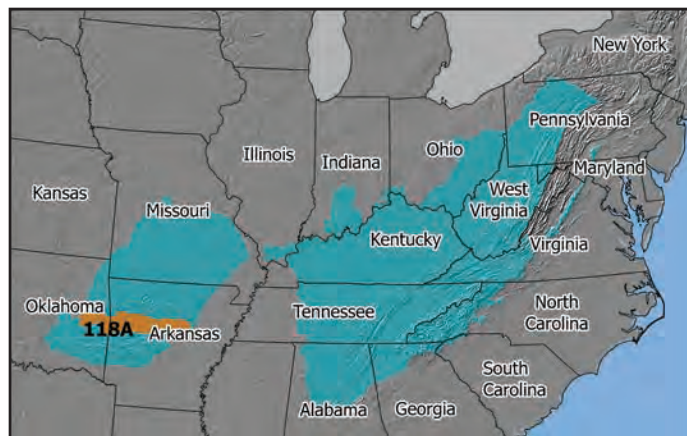 New York
Pennsylvania
Illinois
Indiana
Ohio
Maryland
Kansas
Missouri
West
Virginia
Virginia
Kentucky
Oklahoma
118A
Arkansas
Tennessee
North
Carolina
South
Carolina
Alabama
Georgia